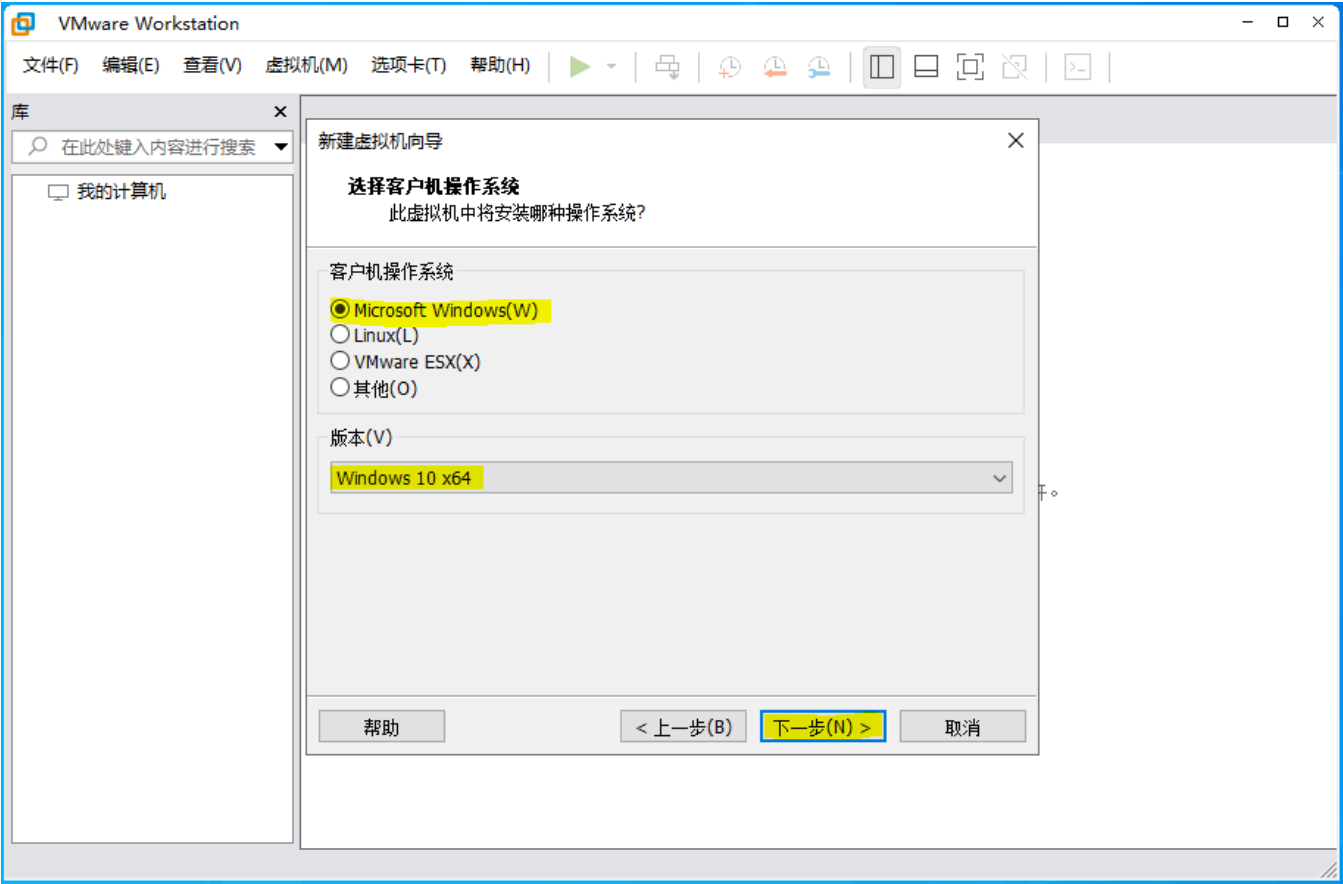 VMware Workstation
文件(F) 编辑(E) 查看(V) 虚拟机(M) 选项卡(T) 帮助(H)
库
在此处键入内容进行搜索
我的计算机
新建虚拟机向导
选择客户机操作系统
此虚拟机中将安装哪种操作系统?
客户机操作系统
Microsoft Windows(W)
Linux(L)
VMware ESX(X)
其他(O)
版本(V)
Windows 10 x64
帮助 < 上一步(B) 下一步(N) > 取消